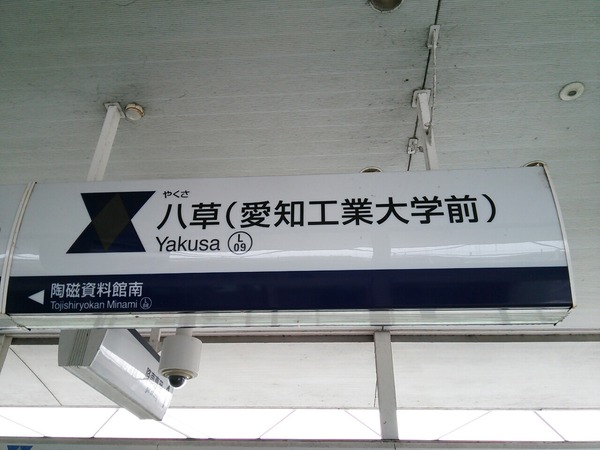 やくさ
八草(愛知工業大学前)
Yakusa L 09
陶磁資料館南
Tojishiryokan Minami